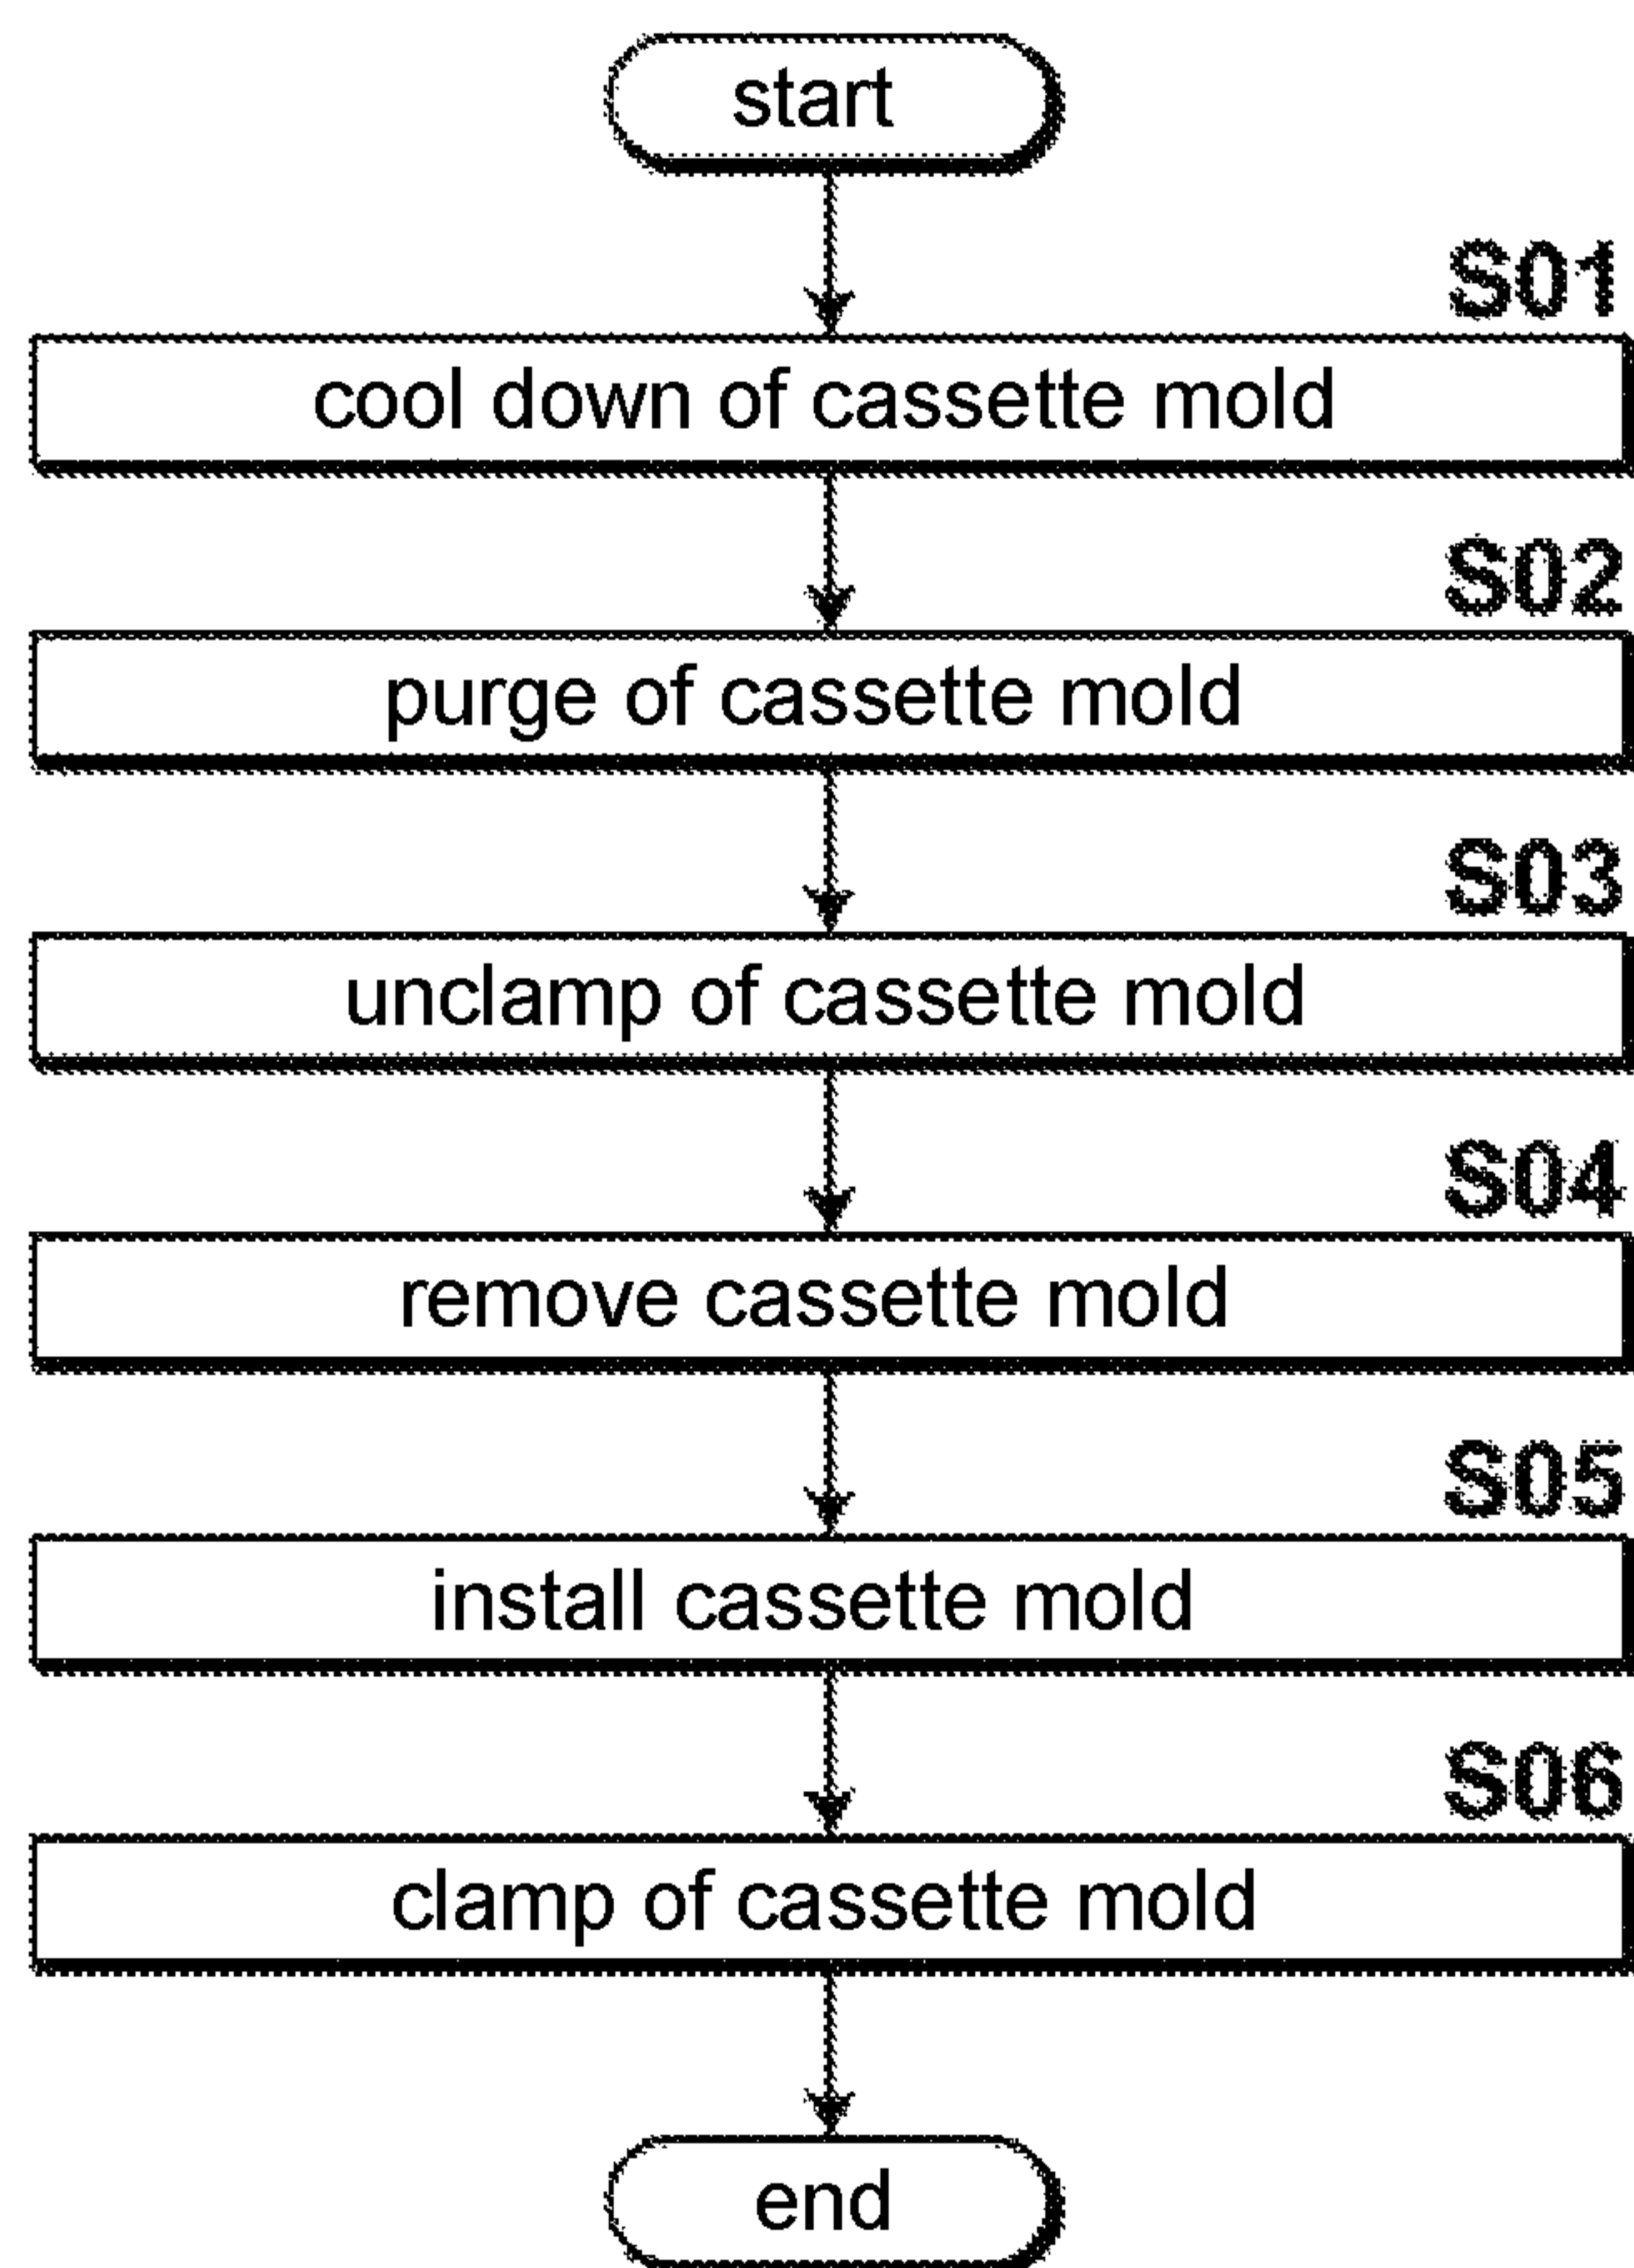 start
S01
cool down of cassette mold
S02
purge of cassette mold
S03
unclamp of cassette mold
S04
remove cassette mold
S05
install cassette mold
S06
clamp of cassette mold
end